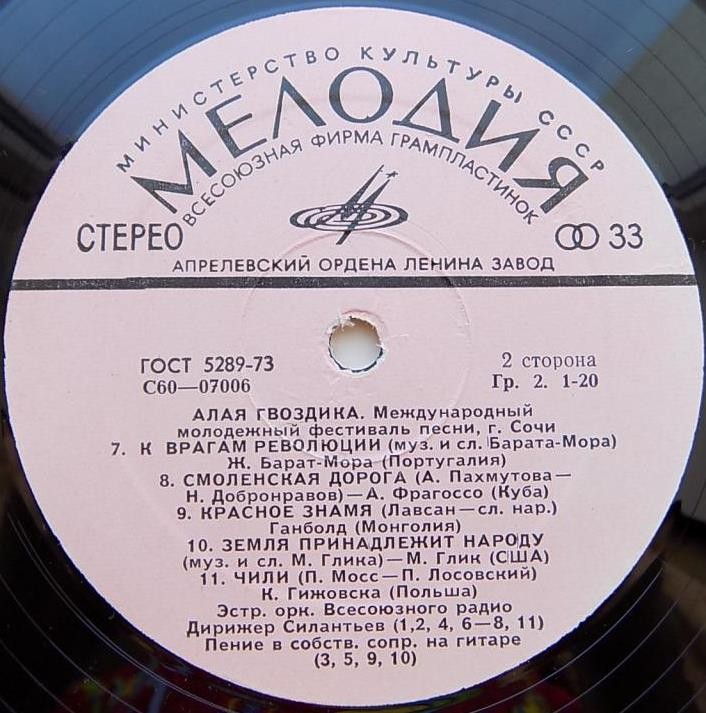 МИНИСТЕРСТВО КУЛЬТУРЫ СССР
МЕЛОДИЯ
ВСЕСОЮЗНАЯ ФИРМА ГРАМПЛАСТИНОК
СТЕРЕО
33
АПРЕЛЕВСКИЙ ОРДЕНА ЛЕНИНА ЗАВОД
ГОСТ 5289-73
2 сторона
С60—07006
Гр. 2. 1-20
АЛАЯ ГВОЗДИКА. Международный
молодежный фестиваль песни, г. Сочи
7. К ВРАГАМ РЕВОЛЮЦИИ (муз. и сл. Барата-Мора)
Ж. Барат-Мора (Португалия)
8. СМОЛЕНСКАЯ ДОРОГА (А. Пахмутова—
Н. Добронравов)—А. Фрагоссо (Куба)
9. КРАСНОЕ ЗНАМЯ (Лавсан—сл. нар.)
Ганболд (Монголия)
10. ЗЕМЛЯ ПРИНАДЛЕЖИТ НАРОДУ
(муз. и сл. М. Глика)—М. Глик (США)
11. ЧИЛИ (П. Мосс—П. Лосовский)
К. Гижовска (Польша)
Эстр. орк. Всесоюзного радио
Дирижер Силантьев (1,2, 4, 6—8, 11)
Пение в собств. сопр. на гитаре
(3, 5, 9, 10)